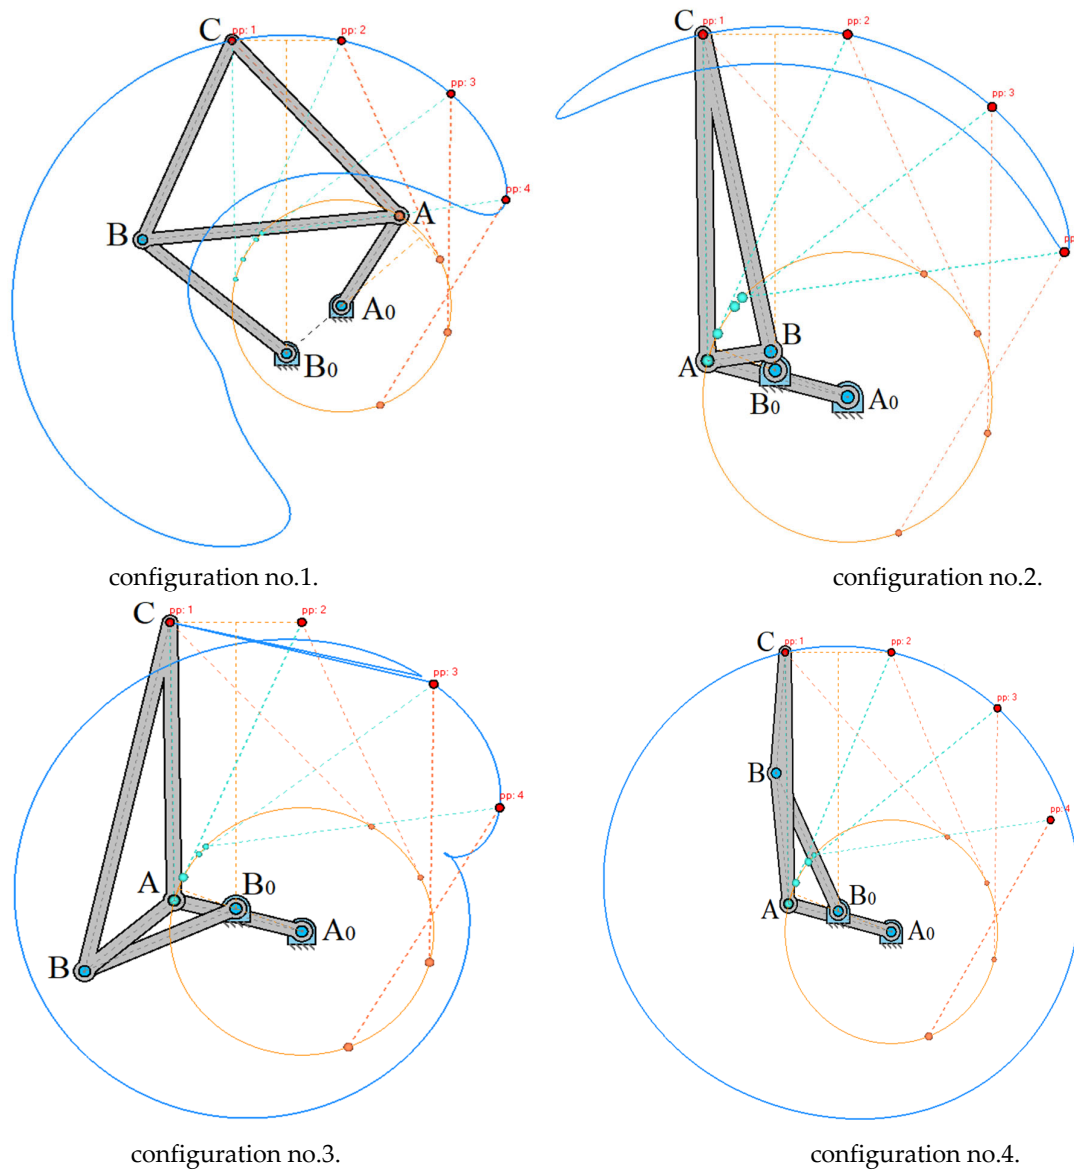 C pp: 1 pp: 2
pp: 3
pp: 4
A
B
A0
B0
configuration no.1.
C pp: 1 pp: 2
pp: 3
pp
B
A
B0 A0
configuration no.2.
C pp: 1 pp: 2
pp: 3
pp: 4
A B0
A0
B
configuration no.3.
C pp: 1 pp: 2
pp: 3
B
pp: 4
A B0
A0
configuration no.4.